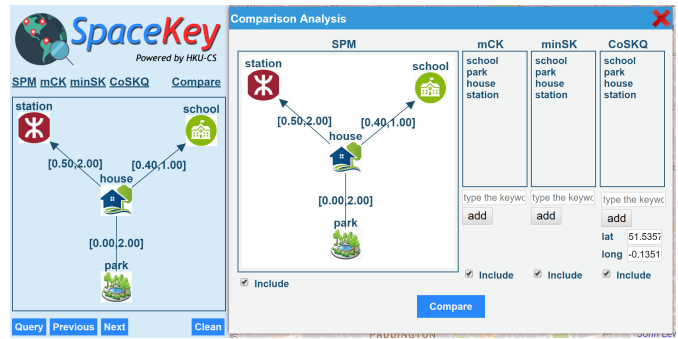 SpaceKey
Powered by HKU-CS
SPM mCK minSK CoSKQ Compare
station
school
[0.50,2.00]
[0.40,1.00]
house
[0.00,2.00]
park
Query Previous Next Clean
Comparison Analysis
SPM
station
school
[0.50,2.00]
[0.40,1.00]
house
[0.00,2.00]
park
Include
mCK
school
park
house
station
type the keywo
add
Include
minSK
school
park
house
station
type the keywo
add
Include
CoSKQ
school
park
house
station
type the keywo
add
lat 51.5357
long -0.1351
Include
Compare
PADDINGTON